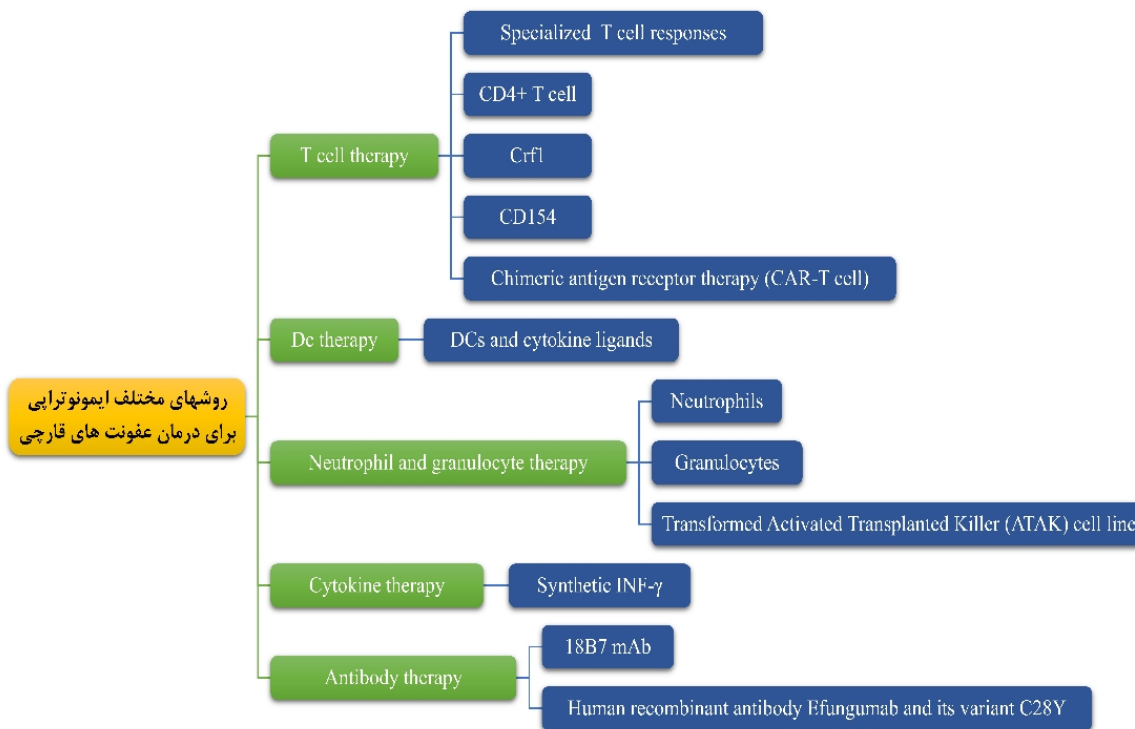 Specialized T cell responses
CD4+ T cell
T cell therapy
Crf1
CD154
Chimeric antigen receptor therapy (CAR-T cell)
Dc therapy
DCs and cytokine ligands
روشهای مختلف ایمونوتراپی
برای درمان عفونت های قارچی
Neutrophils
Neutrophil and granulocyte therapy
Granulocytes
Transformed Activated Transplanted Killer (ATAK) cell line
Cytokine therapy
Synthetic INF-γ
18B7 mAb
Antibody therapy
Human recombinant antibody Efungumab and its variant C28Y